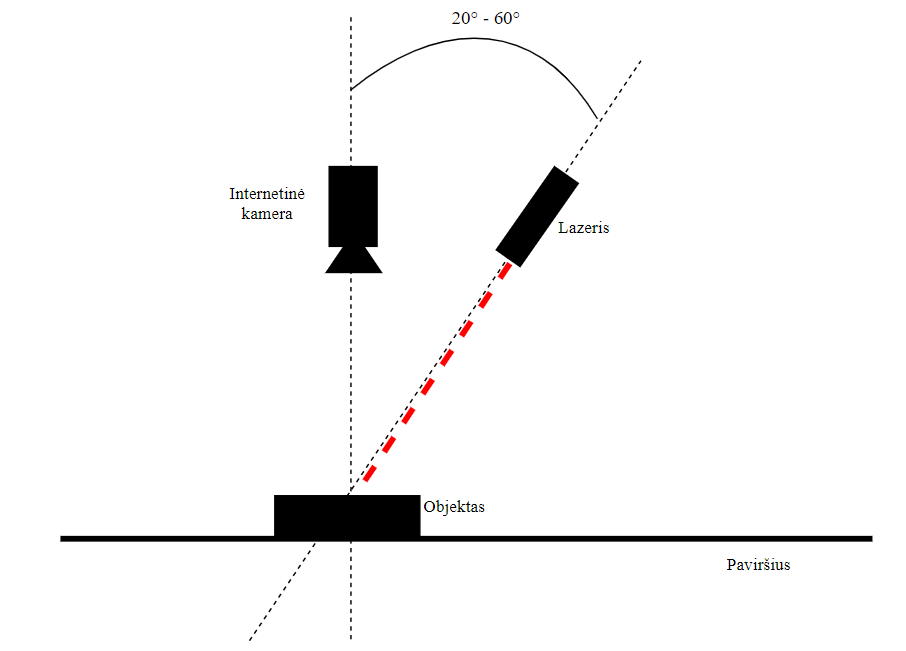 20° - 60°
Internetinė
kamera
Lazeris
Objektas
Paviršius